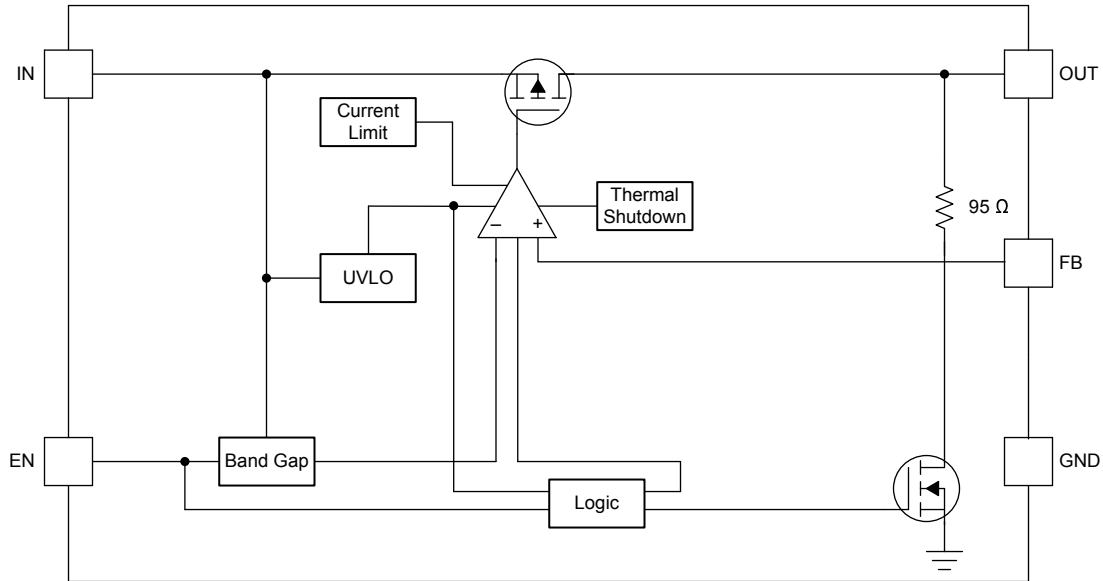 IN
OUT
Current
Limit
Thermal
Shutdown
95 Ω
–
+
UVLO
FB
EN
Band Gap
GND
Logic